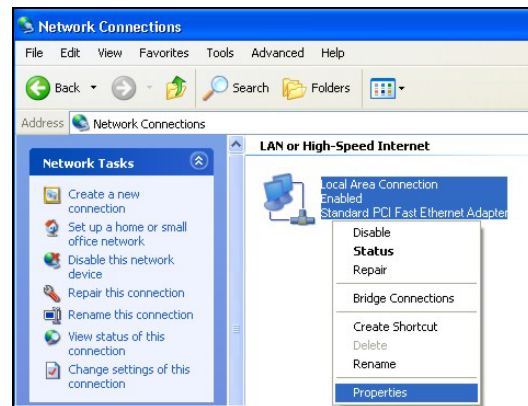 Network Connections
File Edit View Favorites Tools Advanced Help
Back Search Folders
Address Network Connections
Network Tasks
Create a new
connection
Set up a home or small
office network
Disable this network
device
Repair this connection
Rename this connection
View status of this
connection
Change settings of this
connection
LAN or High-Speed Internet
Local Area Connection
Enabled
Standard PCI Fast Ethernet Adapter
Disable
Status
Repair
Bridge Connections
Create Shortcut
Delete
Rename
Properties